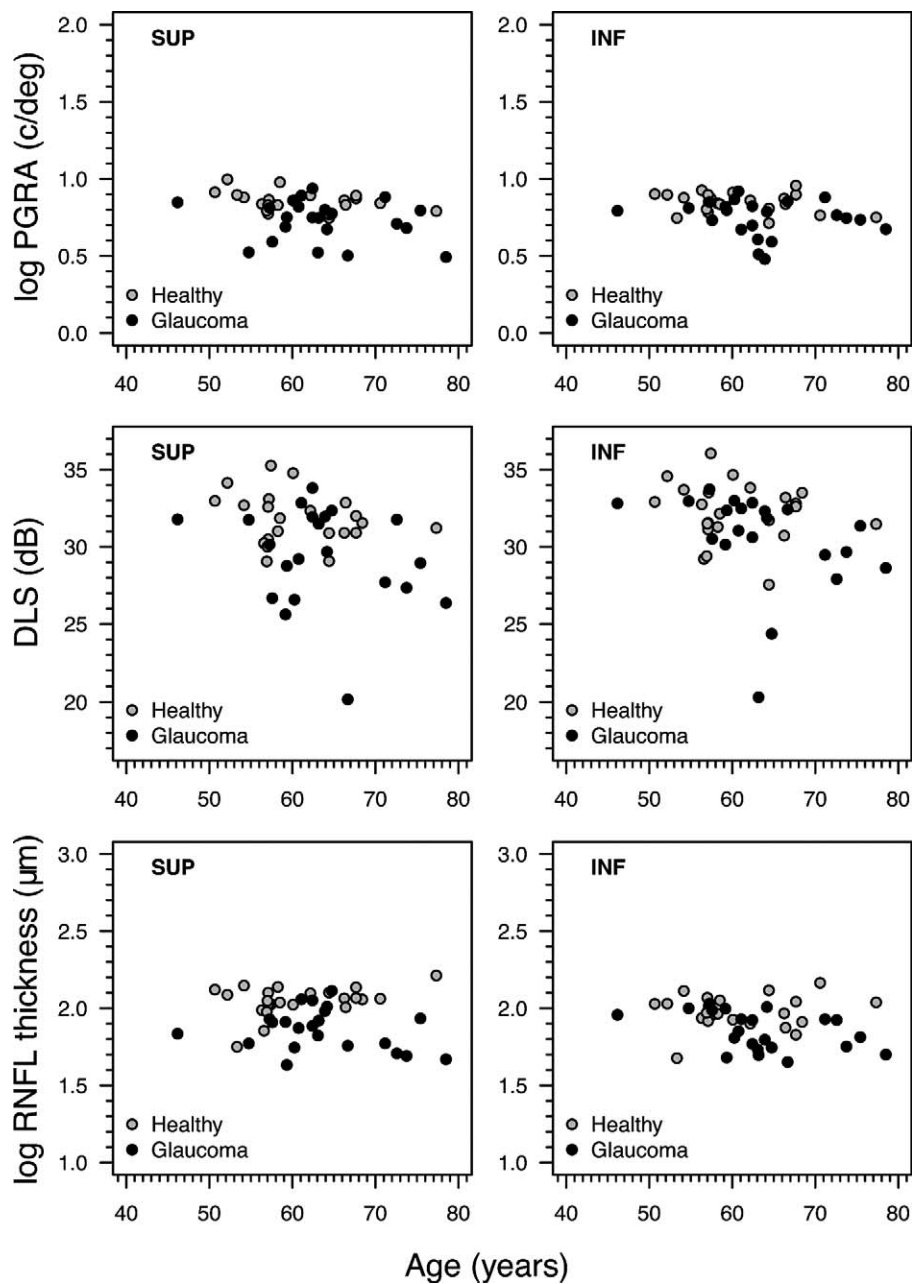 log PGRA (c/deg)
2.0
1.5
1.0
0.5
0.0
SUP
Healthy
Glaucoma
40 50 60 70 80
2.0
1.5
1.0
0.5
0.0
INF
Healthy
Glaucoma
40 50 60 70 80
DLS (dB)
35
30
25
20
SUP
Healthy
Glaucoma
40 50 60 70 80
35
30
25
20
INF
Healthy
Glaucoma
40 50 60 70 80
log RNFL thickness (µm)
3.0
2.5
2.0
1.5
1.0
SUP
Healthy
Glaucoma
40 50 60 70 80
3.0
2.5
2.0
1.5
1.0
INF
Healthy
Glaucoma
40 50 60 70 80
Age (years)